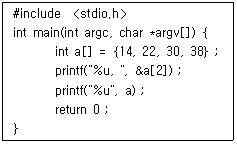 #include <stdio.h>
int main(int argc, char *argv[]) {
int a[] = {14, 22, 30, 38} ;
printf("%u, ", &a[2]) ;
printf("%u", a) ;
return 0 ;
}